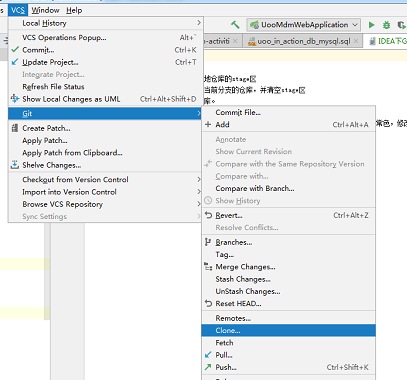 VCS Window Help
Local History
VCS Operations Popup... Alt+`
Commit... Ctrl+K
Update Project... Ctrl+T
Integrate Project...
Refresh File Status
Show Local Changes as UML Ctrl+Alt+Shift+D
Git
Create Patch...
Apply Patch...
Apply Patch from Clipboard...
Shelve Changes...
Checkout from Version Control
Import into Version Control
Browse VCS Repository
Sync Settings
UooMdmWebApplication
-activiti
uoo_in_action_db_mysql.sql
IDEA下G
地仓库的stage区
当前分支的仓库，并清空stage区
库。
常色，修改
Commit File...
Add Ctrl+Alt+A
Annotate
Show Current Revision
Compare with the Same Repository Version
Compare with...
Compare with Branch...
Show History
Revert... Ctrl+Alt+Z
Resolve Conflicts...
Branches...
Tag...
Merge Changes...
Stash Changes...
UnStash Changes...
Reset HEAD...
Remotes...
Clone...
Fetch
Pull...
Push... Ctrl+Shift+K